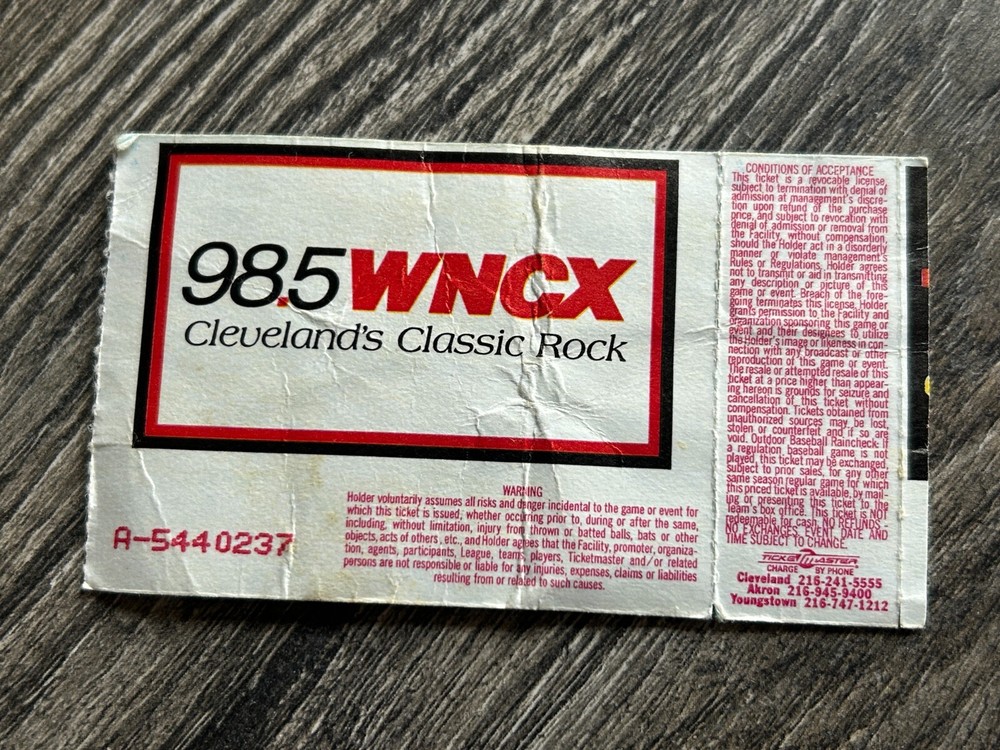 98.5 WNCX
Cleveland's Classic Rock
WARNING
Holder voluntarily assumes all risks and danger incidental to the game or event for
which this ticket is issued, whether occurring prior to, during or after the same,
including, without limitation, injury from thrown or batted balls, bats or other
objects, acts of others, etc., and Holder agrees that the Facility, promoter, organiza-
tion, agents, participants, League, team, players, Ticketmaster and/or related
persons are not responsible or liable for any injuries, expenses, claims or liabilities
resulting from or related to such causes.
A-5440237
CONDITIONS OF ACCEPTANCE
This ticket is a revocable license,
subject to termination with denial of
admission at management's discre-
tion upon refund of the purchase
price, and subject to revocation with
denial of admission or removal from
the Facility, without compensation,
should the Holder act in a disorderly
manner or violate management's
Rules or Regulations. Holder agrees
not to transmit or aid in transmitting
any description or picture of this
game or event. Breach of the fore-
going terminates this license. Holder
grants permission to the Facility and
organization sponsoring this game or
event and their designees to utilize
the Holder's image or likeness in con-
nection with any broadcast or other
reproduction of this game or event.
The resale or attempted resale of this
ticket at a price higher than appear-
ing hereon is grounds for seizure and
cancellation of this ticket without
compensation. Tickets obtained from
unauthorized sources may be lost,
stolen or counterfeit and if so are
void. Outdoor Baseball Raincheck: If
a regulation baseball game is not
played, this ticket may be exchanged,
subject to prior sales, for any other
same season regular game for which
this priced ticket is available, by mail-
ing or presenting this ticket to the
Team's box office. This ticket is NOT
redeemable for cash. NO REFUNDS -
NO EXCHANGES. EVENT DATE AND
TIME SUBJECT TO CHANGE.
TICKETMASTER
CHARGE BY PHONE
Cleveland 216-241-5555
Akron 216-945-9400
Youngstown 216-747-1212